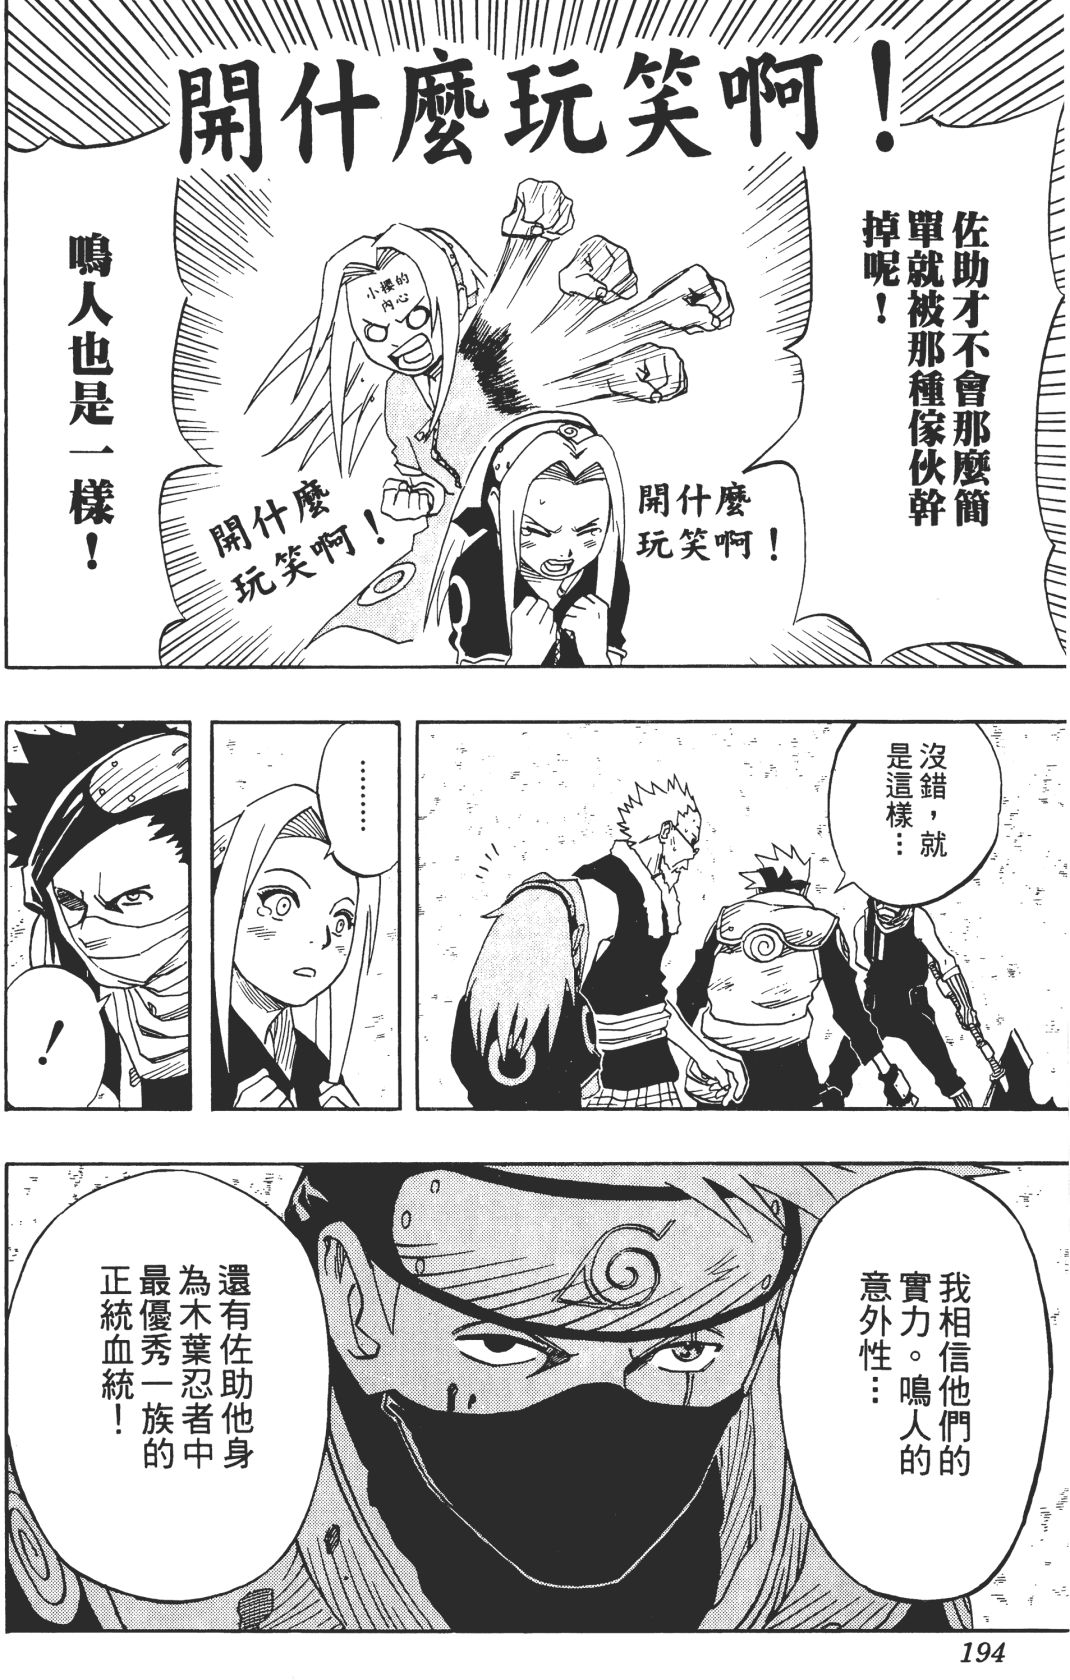 開什麼玩笑啊！
佐助才不會那麼簡
單就被那種傢伙幹
掉呢！
小櫻的
內心
開什麼
玩笑啊！
開什麼
玩笑啊！
鳴人也是一樣！
沒錯，就
是這樣…
………
！
我相信他們的
實力。鳴人的
意外性…
還有佐助他身
為木葉忍者中
最優秀一族的
正統血統！
194